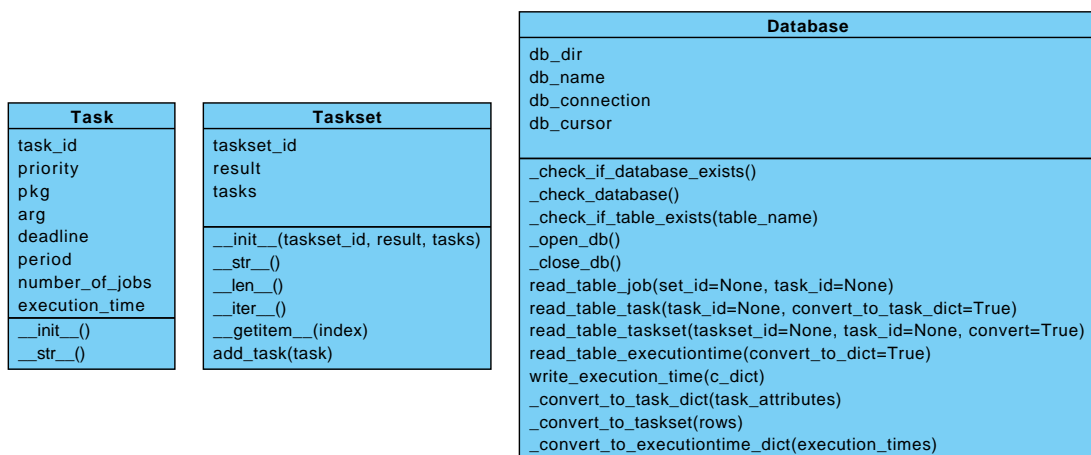 Task
task_id
priority
pkg
arg
deadline
period
number_of_jobs
execution_time
__init__()
__str__()
Taskset
taskset_id
result
tasks
__init__(taskset_id, result, tasks)
__str__()
__len__()
__iter__()
__getitem__(index)
add_task(task)
Database
db_dir
db_name
db_connection
db_cursor
_check_if_database_exists()
_check_database()
_check_if_table_exists(table_name)
_open_db()
_close_db()
read_table_job(set_id=None, task_id=None)
read_table_task(task_id=None, convert_to_task_dict=True)
read_table_taskset(taskset_id=None, task_id=None, convert=True)
read_table_executiontime(convert_to_dict=True)
write_execution_time(c_dict)
_convert_to_task_dict(task_attributes)
_convert_to_taskset(rows)
_convert_to_executiontime_dict(execution_times)